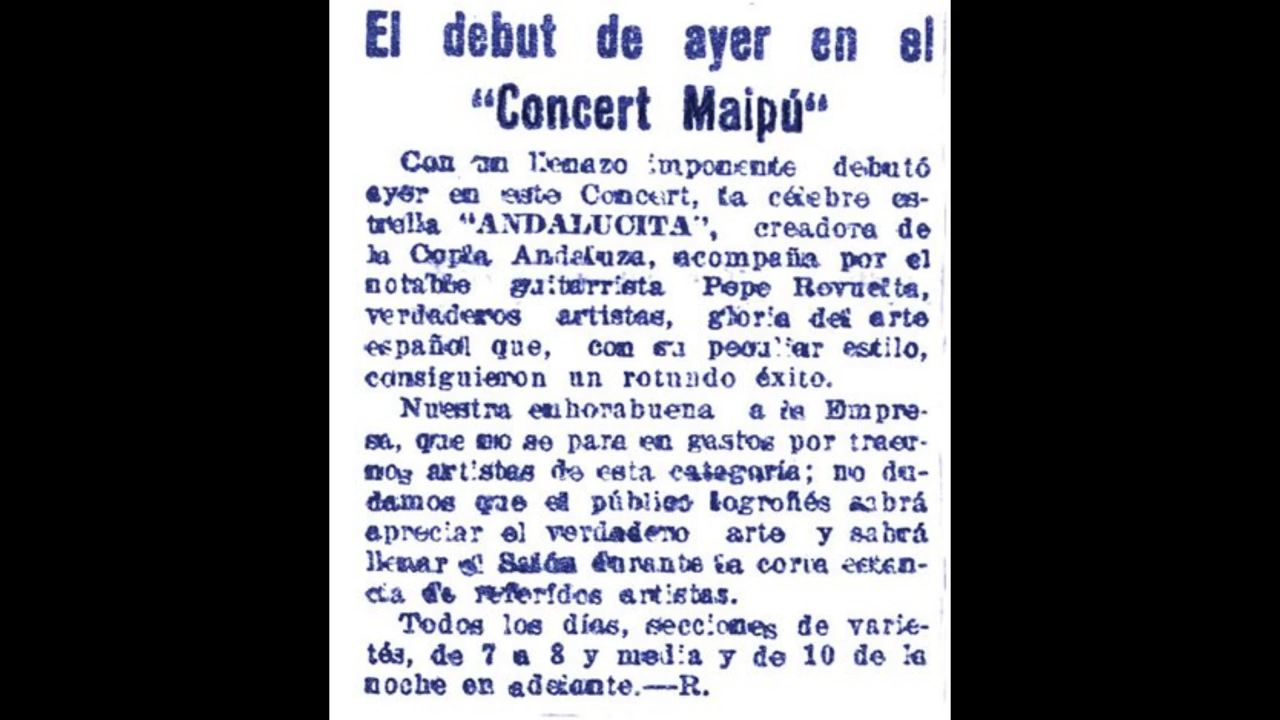 El debut de ayer en el
“Concert Maipú“
Con un llenazo imponente debutó
ayer en este Concert, la célebre es-
trella “ANDALUCITA”, creadora de
la Copla Andaluza, acompaña por el
notable guitarrista Pepe Revuelta,
verdaderos artistas, gloria del arte
español que, con su peculiar estilo,
consiguieron un rotundo éxito.
Nuestra enhorabuena a la Empre-
sa, que no se para en gastos por traer-
nos artistas de esta categoría; no du-
damos que el público logroñés sabrá
apreciar el verdadero arte y sabrá
llenar el Salón durante la corta estan-
cia de referidos artistas.
Todos los días, secciones de varie-
tés, de 7 a 8 y media y de 10 de la
noche en adelante.—R.